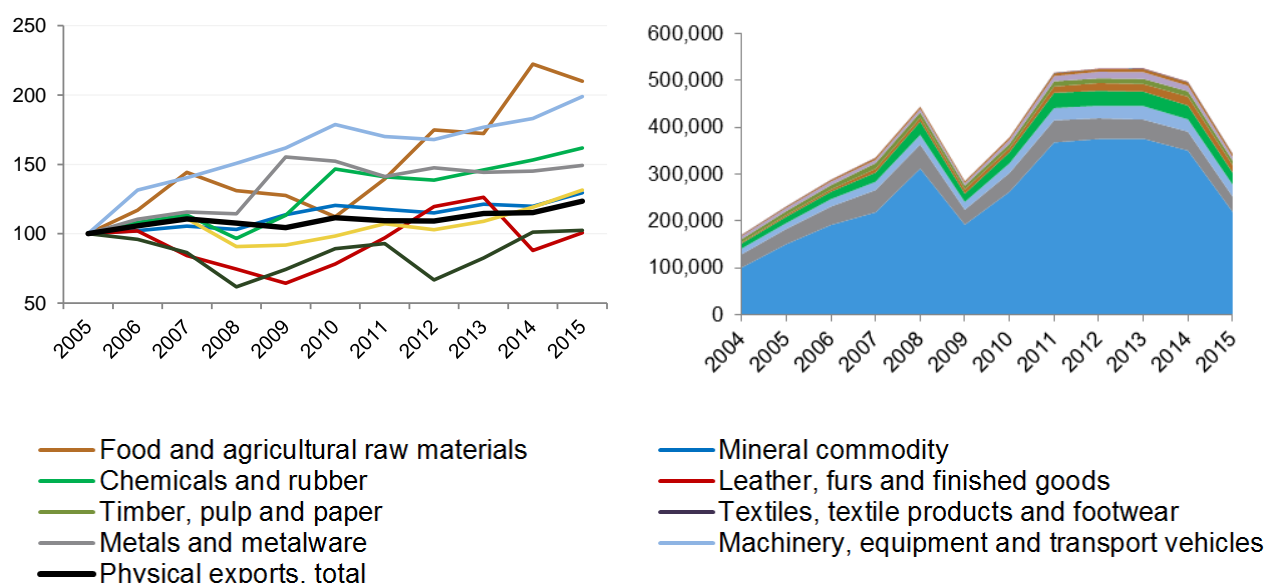 250
200
150
100
50
2005 2006 2007 2008 2009 2010 2011 2012 2013 2014 2015
600,000
500,000
400,000
300,000
200,000
100,000
0
2004 2005 2006 2007 2008 2009 2010 2011 2012 2013 2014 2015
Food and agricultural raw materials
Mineral commodity
Chemicals and rubber
Leather, furs and finished goods
Timber, pulp and paper
Textiles, textile products and footwear
Metals and metalware
Machinery, equipment and transport vehicles
Physical exports, total